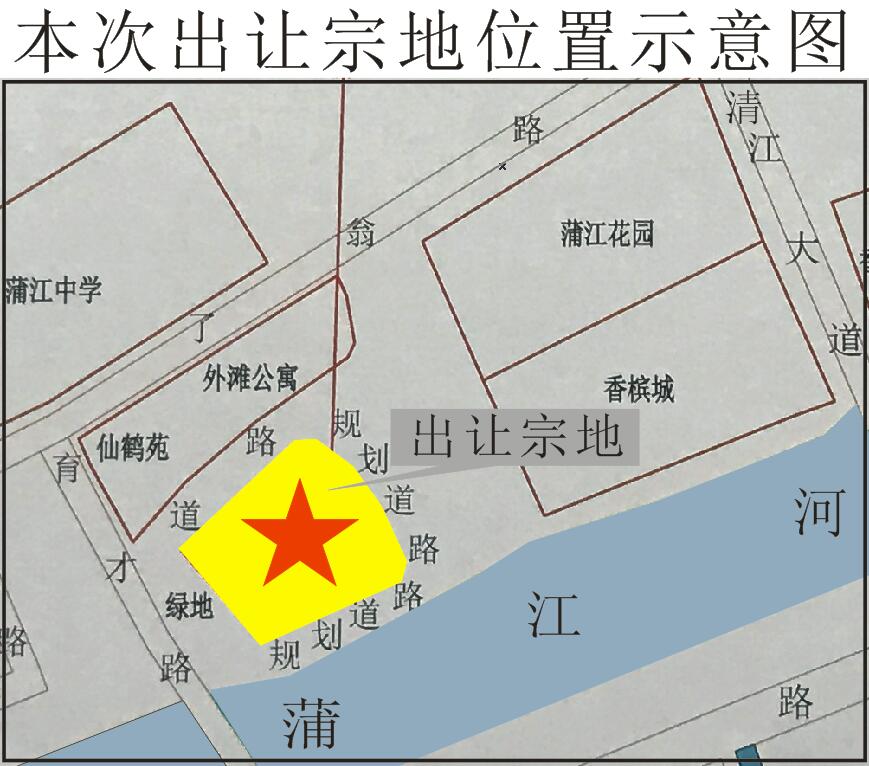 本次出让宗地位置示意图
清江大道
路
翁
了
蒲江花园
蒲江中学
外滩公寓
香槟城
仙鹤苑
出让宗地
规划道路
道路
育才路
绿地
规划道路
路
蒲江河
路